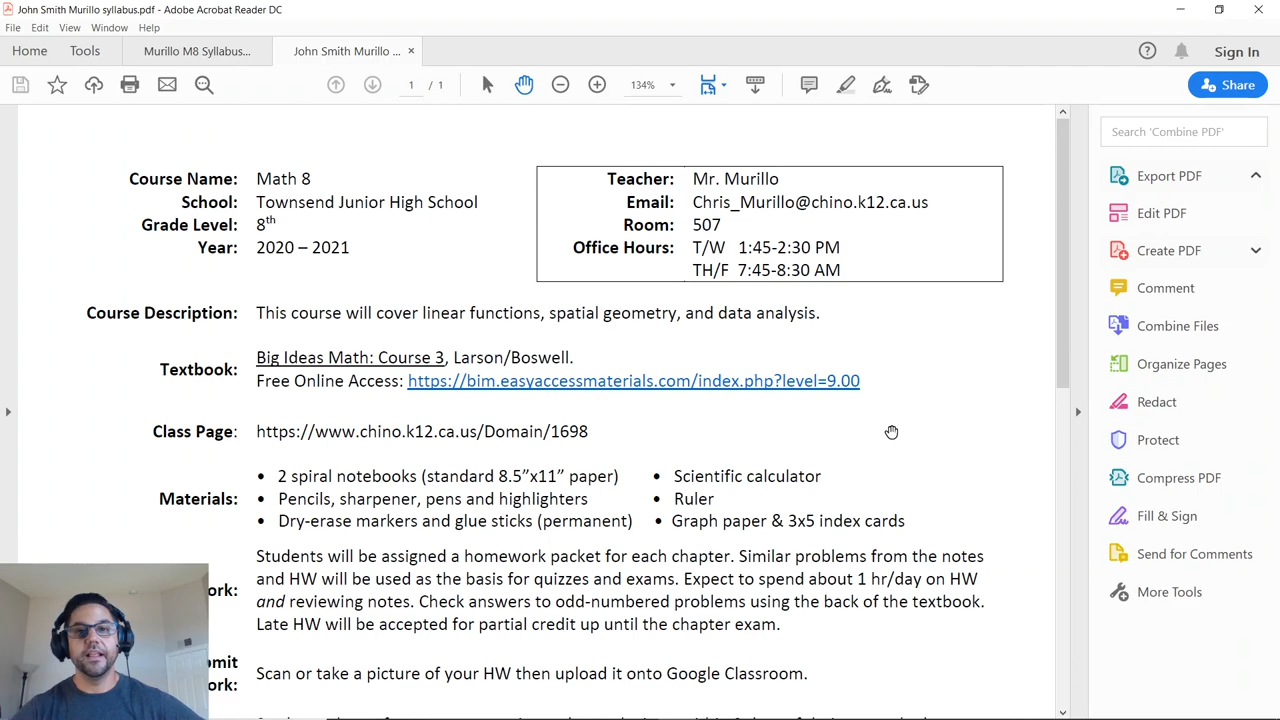 John Smith Murillo syllabus.pdf - Adobe Acrobat Reader DC
File Edit View Window Help
Home Tools Murillo M8 Syllabus... John Smith Murillo ... × Sign In
1 / 1 134% Share
Search 'Combine PDF'
Course Name: Math 8
School: Townsend Junior High School
Grade Level: 8th
Year: 2020 – 2021
Teacher: Mr. Murillo
Email: Chris_Murillo@chino.k12.ca.us
Room: 507
Office Hours: T/W 1:45-2:30 PM
TH/F 7:45-8:30 AM
Course Description: This course will cover linear functions, spatial geometry, and data analysis.
Textbook: Big Ideas Math: Course 3, Larson/Boswell.
Free Online Access: https://bim.easyaccessmaterials.com/index.php?level=9.00
Class Page: https://www.chino.k12.ca.us/Domain/1698
Materials:
• 2 spiral notebooks (standard 8.5”x11” paper)
• Pencils, sharpener, pens and highlighters
• Dry-erase markers and glue sticks (permanent)
• Scientific calculator
• Ruler
• Graph paper & 3x5 index cards
ork: Students will be assigned a homework packet for each chapter. Similar problems from the notes
and HW will be used as the basis for quizzes and exams. Expect to spend about 1 hr/day on HW
and reviewing notes. Check answers to odd-numbered problems using the back of the textbook.
Late HW will be accepted for partial credit up until the chapter exam.
mit
ork: Scan or take a picture of your HW then upload it onto Google Classroom.
Export PDF
Edit PDF
Create PDF
Comment
Combine Files
Organize Pages
Redact
Protect
Compress PDF
Fill & Sign
Send for Comments
More Tools